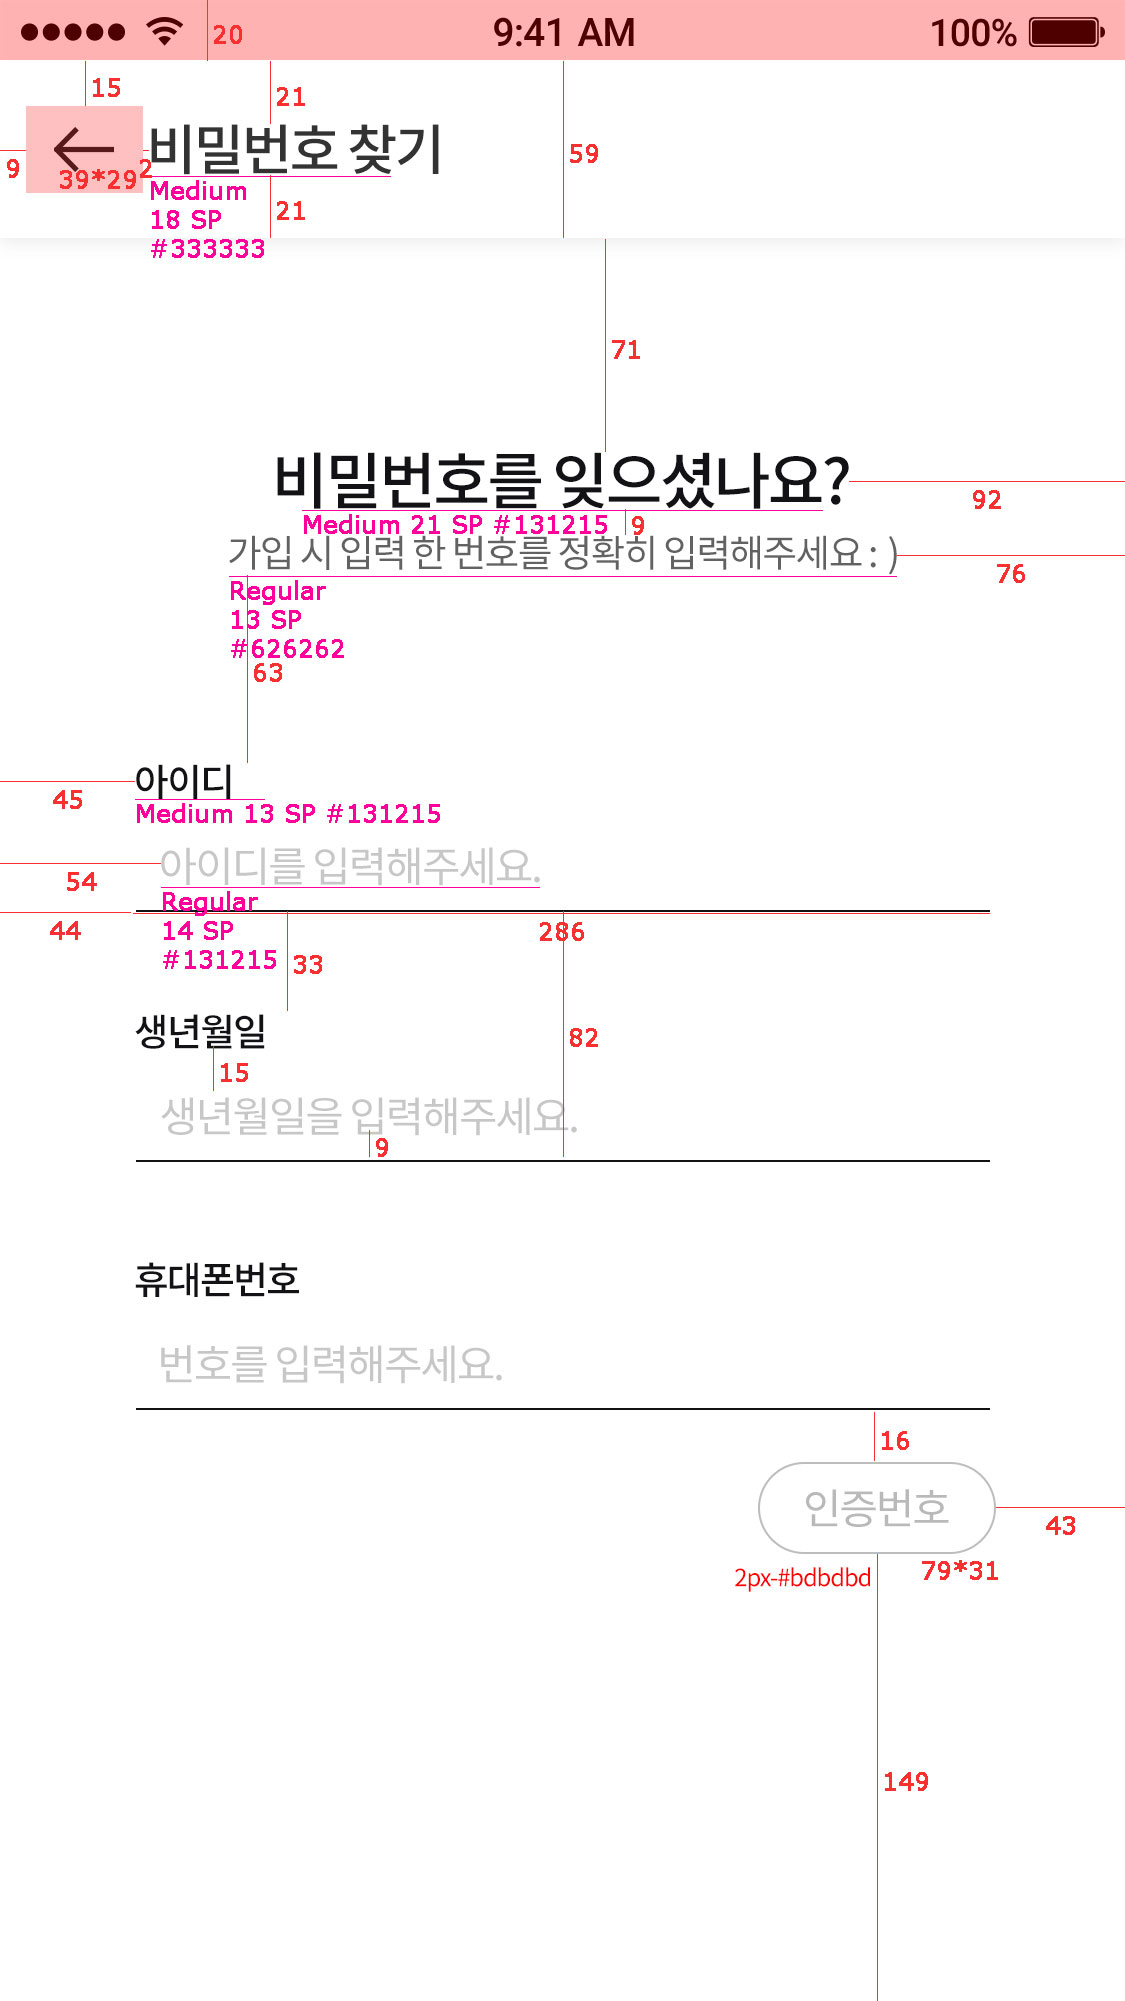 20
9:41 AM
100%
15
21
비밀번호 찾기
59
9
39*29
2
Medium
18 SP
#333333
21
71
비밀번호를 잊으셨나요?
92
Medium 21 SP #131215
9
가입 시 입력 한 번호를 정확히 입력해주세요 : )
76
Regular
13 SP
#626262
63
아이디
45
Medium 13 SP #131215
아이디를 입력해주세요.
54
Regular
14 SP
#131215
44
286
33
생년월일
82
15
생년월일을 입력해주세요.
9
휴대폰번호
번호를 입력해주세요.
16
인증번호
43
2px-#bdbdbd
79*31
149